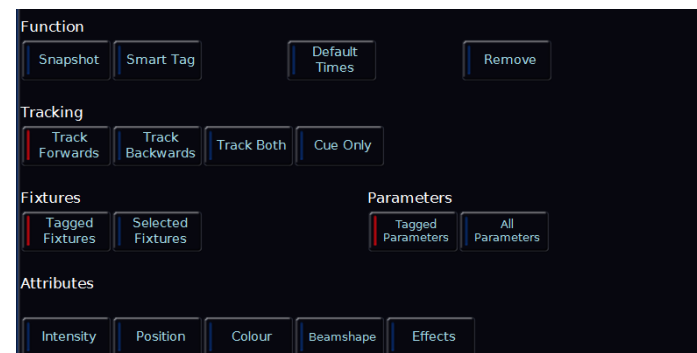 Function
Snapshot Smart Tag Default Times Remove
Tracking
Track Forwards Track Backwards Track Both Cue Only
Fixtures Parameters
Tagged Fixtures Selected Fixtures Tagged Parameters All Parameters
Attributes
Intensity Position Colour Beamshape Effects